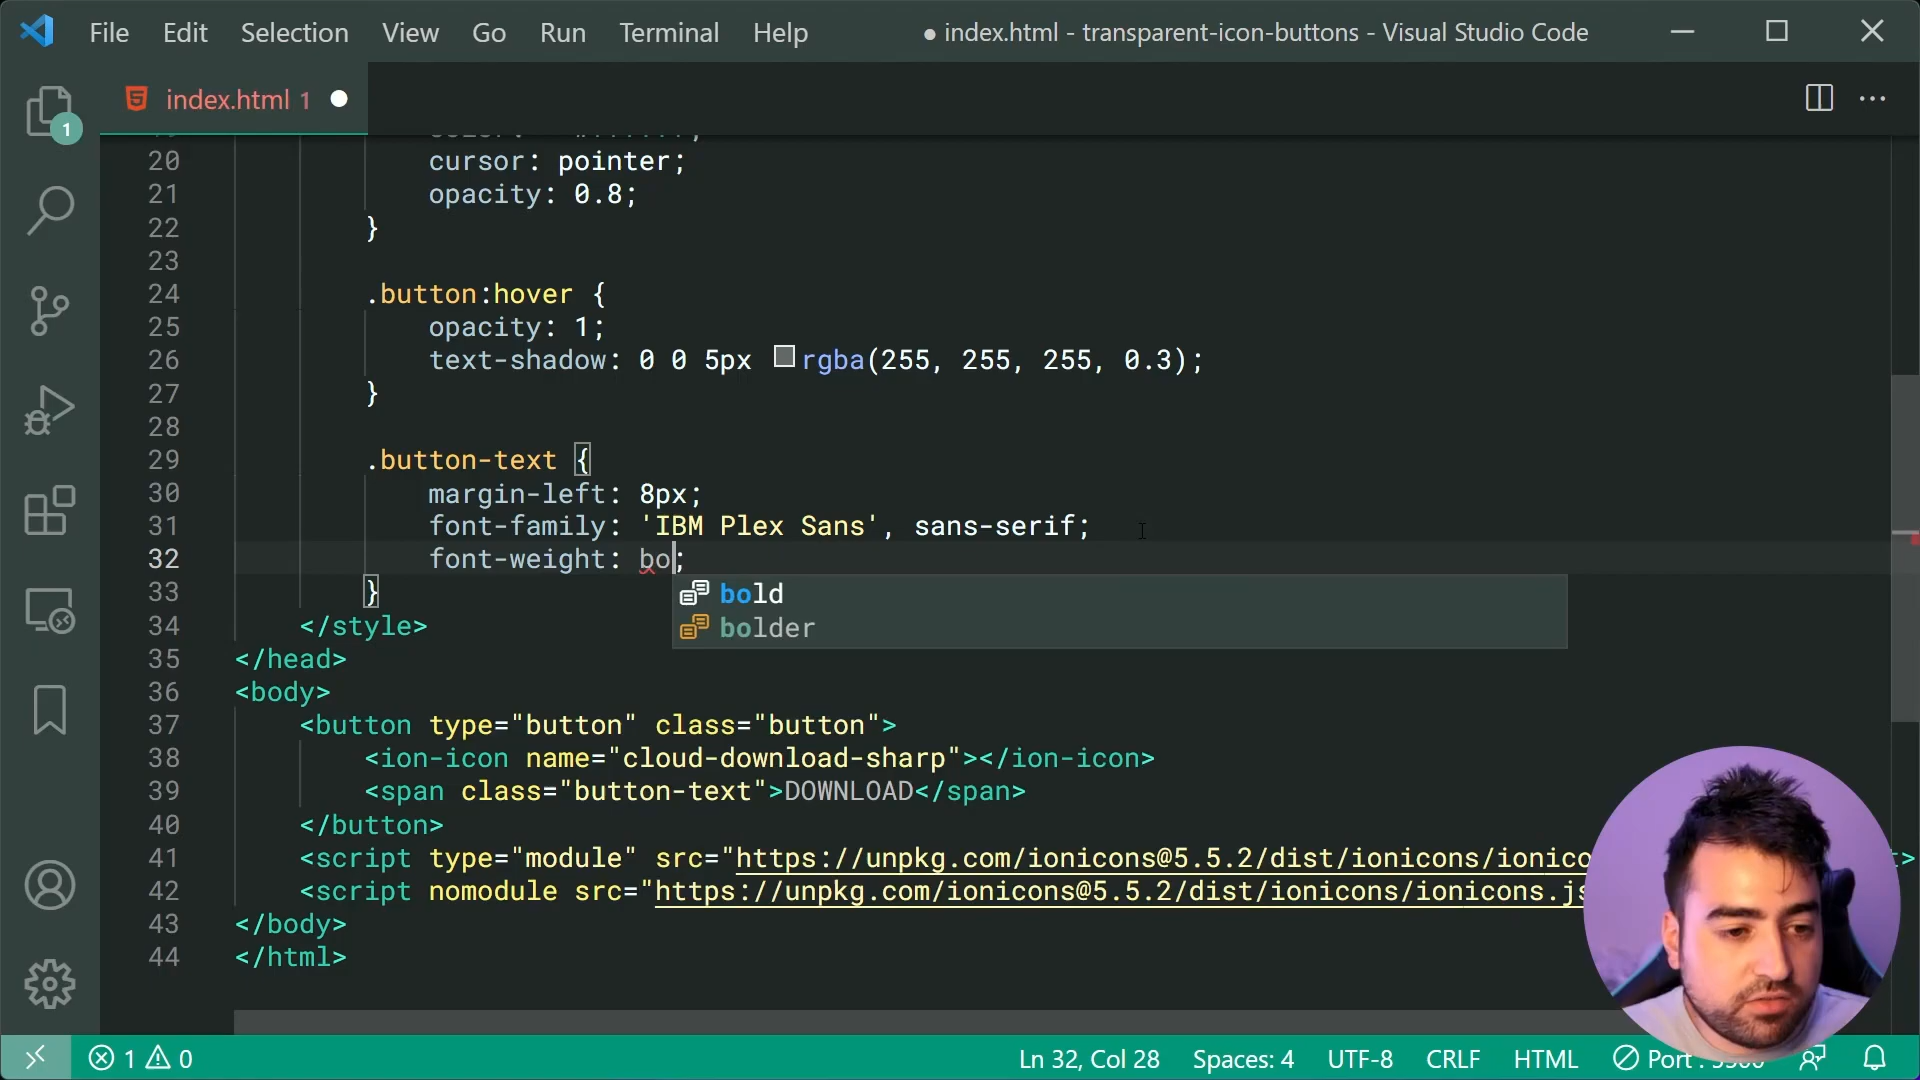 File Edit Selection View Go Run Terminal Help ● index.html - transparent-icon-buttons - Visual Studio Code
index.html 1
1
20 cursor: pointer;
21 opacity: 0.8;
22 }
23
24 .button:hover {
25 opacity: 1;
26 text-shadow: 0 0 5px rgba(255, 255, 255, 0.3);
27 }
28
29 .button-text {
30 margin-left: 8px;
31 font-family: 'IBM Plex Sans', sans-serif;
32 font-weight: bo;
bold
bolder
33 }
34 </style>
35 </head>
36 <body>
37 <button type="button" class="button">
38 <ion-icon name="cloud-download-sharp"></ion-icon>
39 <span class="button-text">DOWNLOAD</span>
40 </button>
41 <script type="module" src="https://unpkg.com/ionicons@5.5.2/dist/ionicons/ionico
42 <script nomodule src="https://unpkg.com/ionicons@5.5.2/dist/ionicons/ionicons.js
43 </body>
44 </html>
1 0 Ln 32, Col 28 Spaces: 4 UTF-8 CRLF HTML Port :